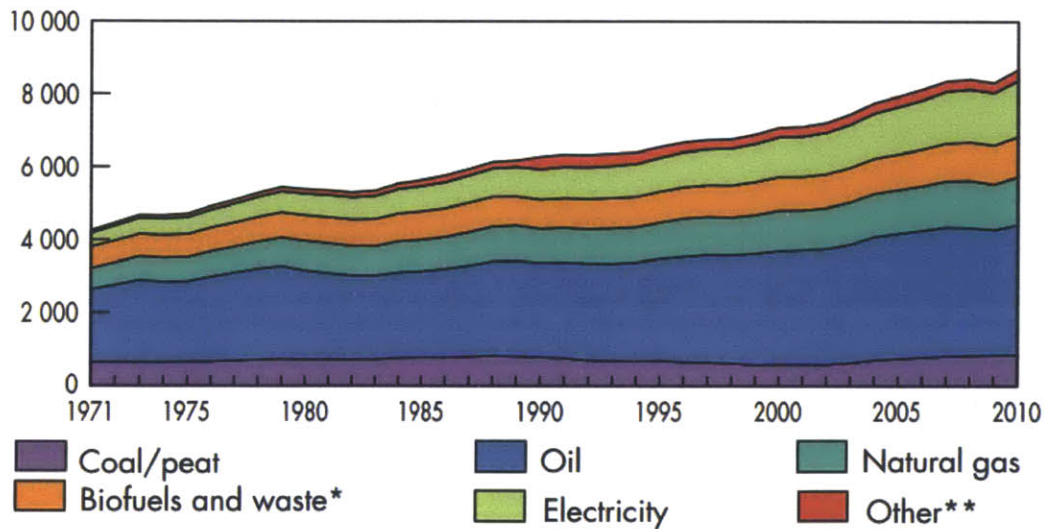 10 000
8 000
6 000
4 000
2 000
0
1971 1975 1980 1985 1990 1995 2000 2005 2010
Coal/peat Oil Natural gas
Biofuels and waste* Electricity Other**